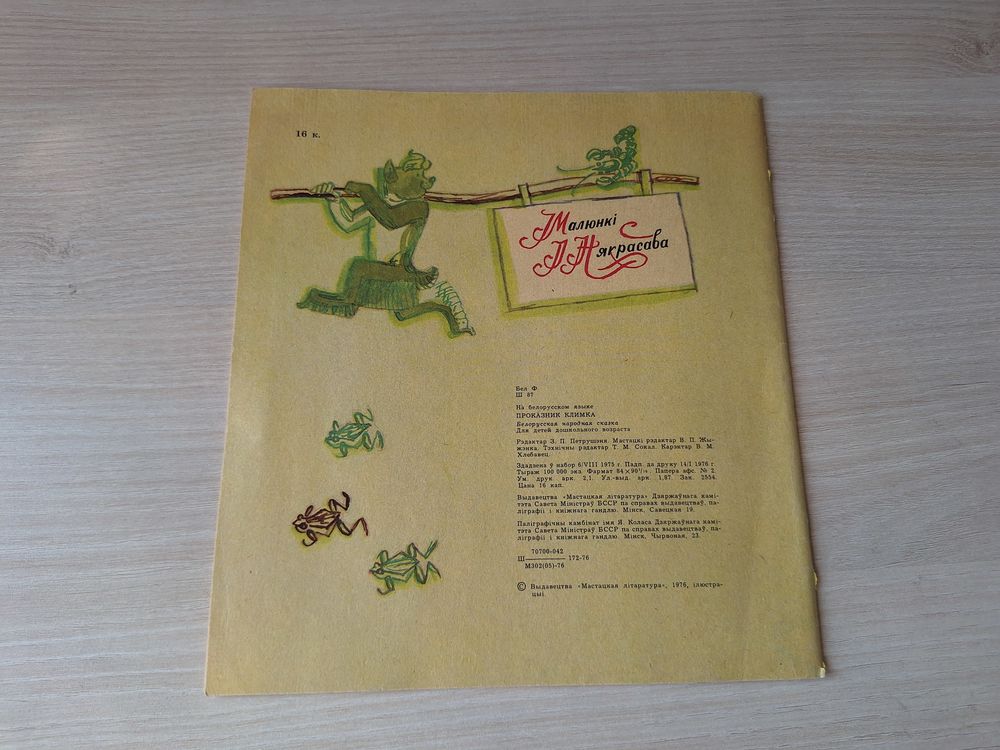 16 к.
Малюнкі
І. Някрасава
Бел Ф
Ш 87
На белорусском языке
ПРОКАЗНИК КЛИМКА
Белорусская народная сказка
Для детей дошкольного возраста
Рэдактар З. П. Петрушэня. Мастацкі рэдактар В. П. Жы-
жэнка. Тэхнічны рэдактар Т. М. Сокал. Карэктар В. М.
Хлебавец.
Здадзена ў набор 6/VIII 1975 г. Падп. да друку 14/I 1976 г.
Тыраж 100 000 экз. Фармат 84×90¹/₁₆. Папера афс. № 2.
Ум. друк. арк. 2,1. Ул.-выд. арк. 1,87. Зак. 2554.
Цана 16 кап.
Выдавецтва «Мастацкая літаратура» Дзяржаўнага камі-
тэта Савета Міністраў БССР па справах выдавецтваў, па-
ліграфіі і кніжнага гандлю. Мінск, Савецкая 19.
Паліграфічны камбінат імя Я. Коласа Дзяржаўнага камі-
тэта Савета Міністраў БССР па справах выдавецтваў, па-
ліграфіі і кніжнага гандлю. Мінск, Чырвоная, 23.
70700-042
Ш——— 172-76
М302(05)-76
© Выдавецтва «Мастацкая літаратура», 1976, ілюстра-
цыі.